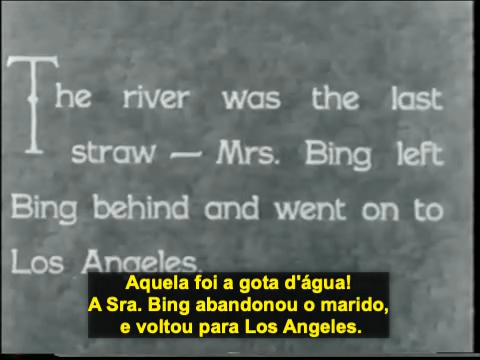 The river was the last
straw — Mrs. Bing left
Bing behind and went on to
Los Angeles.
Aquela foi a gota d'água!
A Sra. Bing abandonou o marido,
e voltou para Los Angeles.